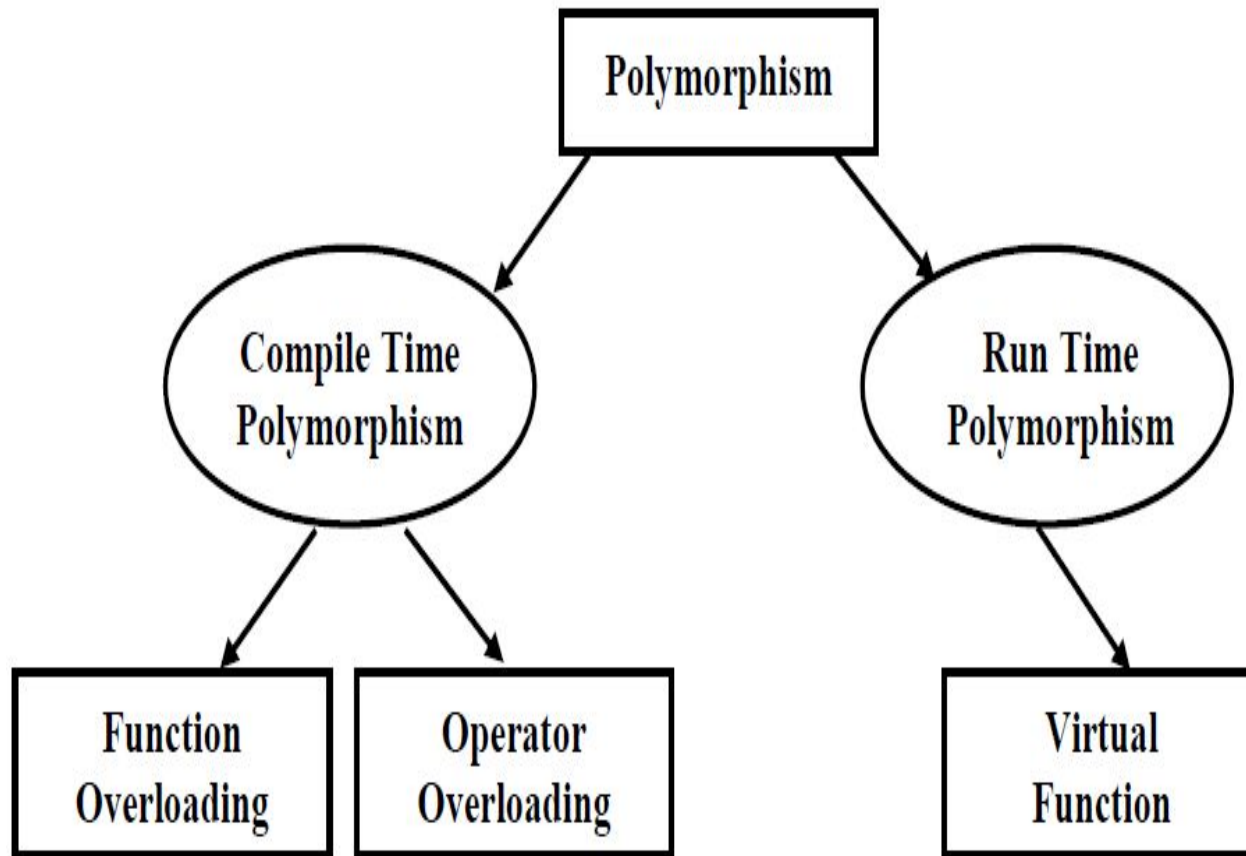 Polymorphism
Compile Time
Polymorphism
Run Time
Polymorphism
Function
Overloading
Operator
Overloading
Virtual
Function